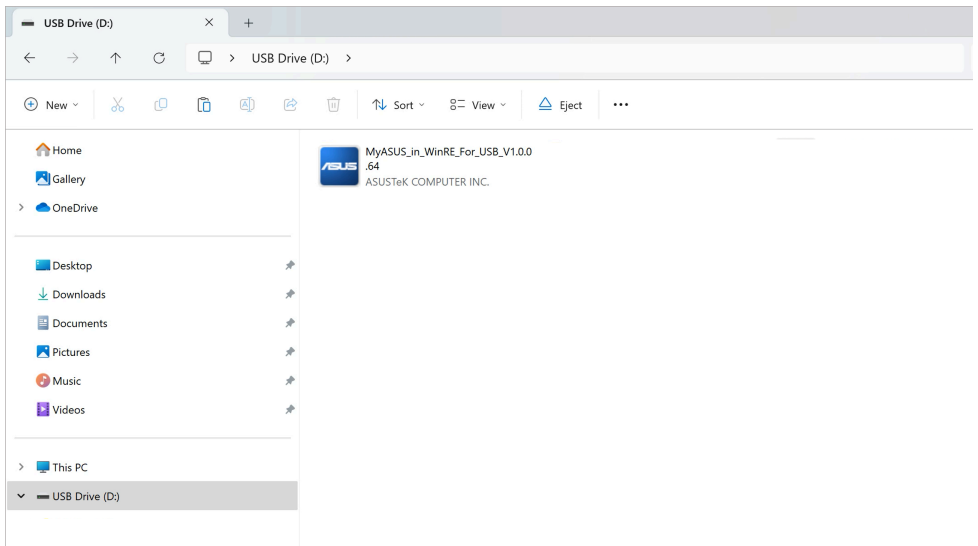 USB Drive (D:)
USB Drive (D:)
New
Sort
View
Eject
Home
Gallery
OneDrive
Desktop
Downloads
Documents
Pictures
Music
Videos
This PC
USB Drive (D:)
ASUS
MyASUS_in_WinRE_For_USB_V1.0.0
.64
ASUSTeK COMPUTER INC.